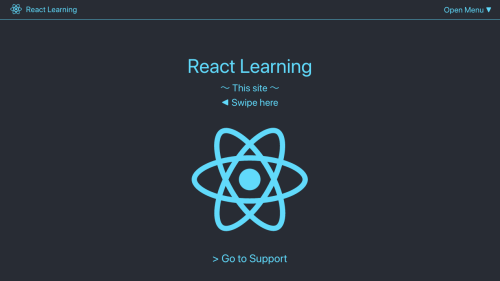 React Learning
Open Menu ▼
React Learning
〜 This site 〜
◀ Swipe here
> Go to Support